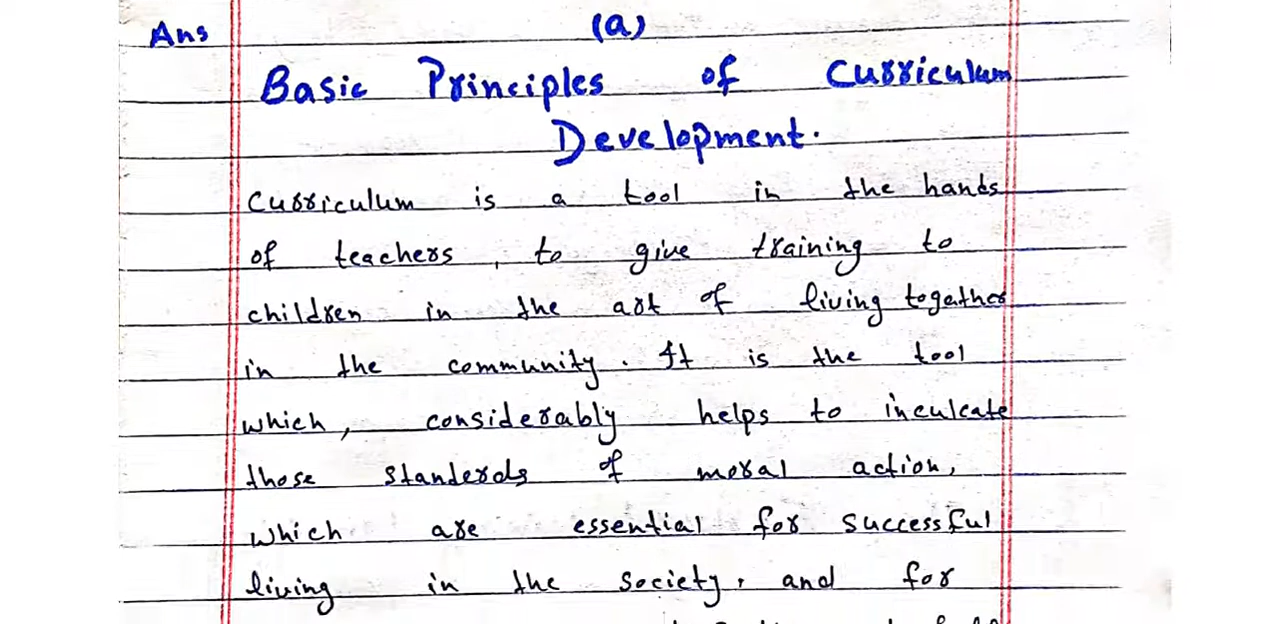 Ans (a)
Basic Principles of Curriculum
Development.
Curriculum is a tool in the hands
of teachers, to give training to
children in the art of living together
in the community. It is the tool
which, considerably helps to inculcate
those standerds of moral action,
which are essential for successful
living in the society, and for